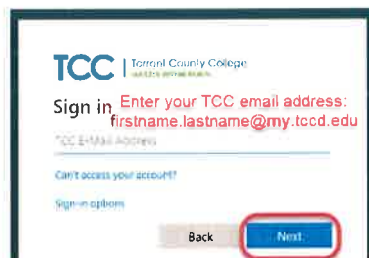 TCC Tarrant County College
Sign in Enter your TCC email address:
firstname.lastname@my.tccd.edu
TCC E-Mail Address
Can't access your account?
Sign-in options
Back Next